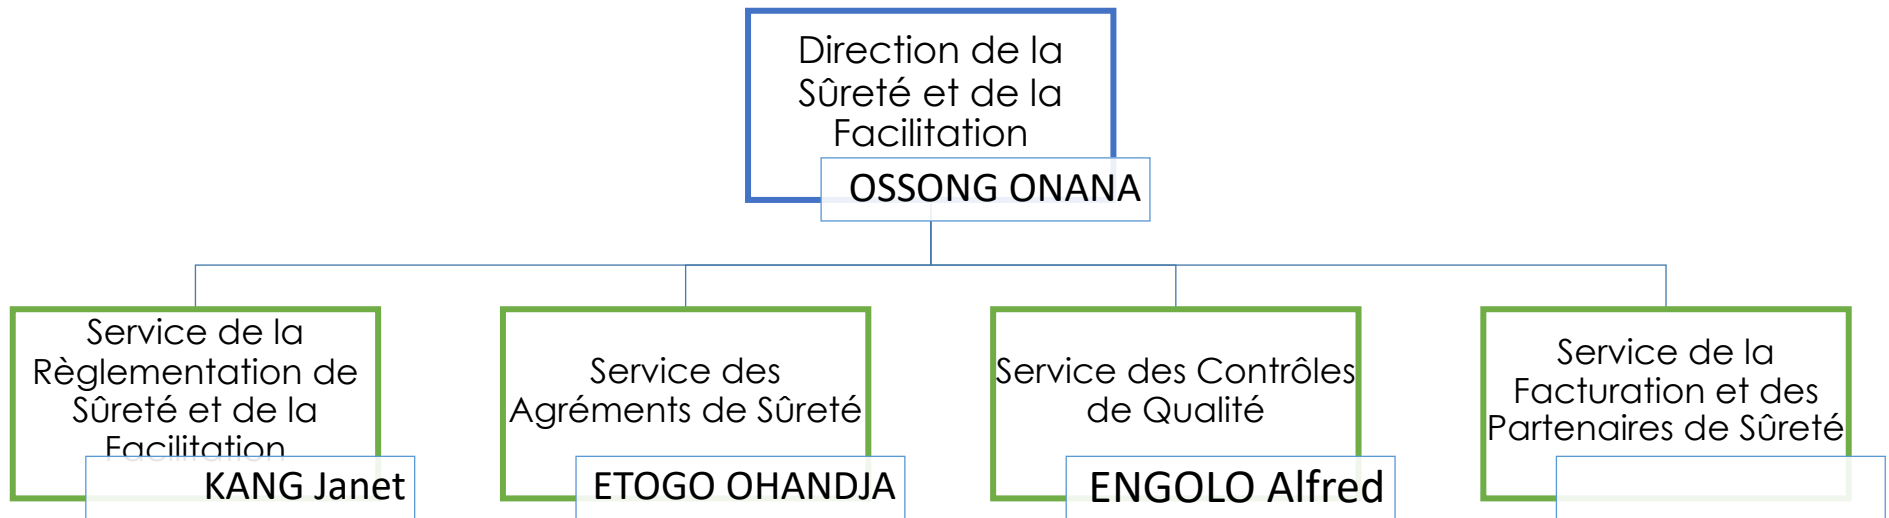 Direction de la
Sûreté et de la
Facilitation
OSSONG ONANA
Service de la
Règlementation de
Sûreté et de la
Facilitation
KANG Janet
Service des
Agréments de Sûreté
ETOGO OHANDJA
Service des Contrôles
de Qualité
ENGOLO Alfred
Service de la
Facturation et des
Partenaires de Sûreté